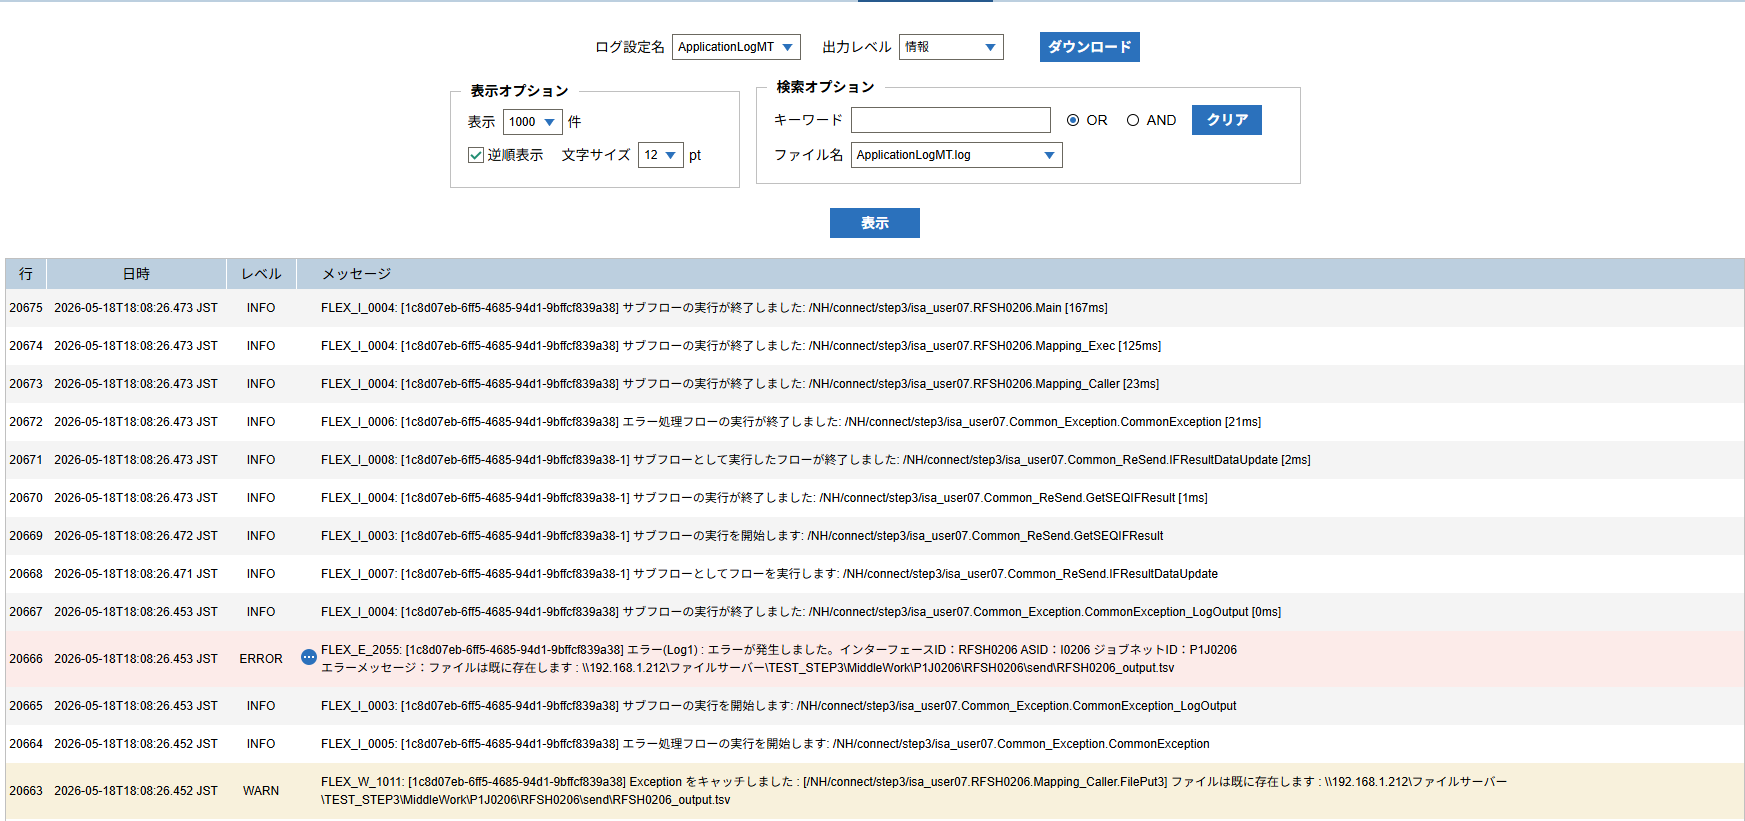 ログ設定名 ApplicationLogMT 出力レベル 情報 ダウンロード
表示オプション
表示 1000 件
逆順表示 文字サイズ 12 pt
検索オプション
キーワード OR AND クリア
ファイル名 ApplicationLogMT.log
表示
行 日時 レベル メッセージ
20675 2026-05-18T18:08:26.473 JST INFO FLEX_I_0004: [1c8d07eb-6ff5-4685-94d1-9bffcf839a38] サブフローの実行が終了しました: /NH/connect/step3/isa_user07.RFSH0206.Main [167ms]
20674 2026-05-18T18:08:26.473 JST INFO FLEX_I_0004: [1c8d07eb-6ff5-4685-94d1-9bffcf839a38] サブフローの実行が終了しました: /NH/connect/step3/isa_user07.RFSH0206.Mapping_Exec [125ms]
20673 2026-05-18T18:08:26.473 JST INFO FLEX_I_0004: [1c8d07eb-6ff5-4685-94d1-9bffcf839a38] サブフローの実行が終了しました: /NH/connect/step3/isa_user07.RFSH0206.Mapping_Caller [23ms]
20672 2026-05-18T18:08:26.473 JST INFO FLEX_I_0006: [1c8d07eb-6ff5-4685-94d1-9bffcf839a38] エラー処理フローの実行が終了しました: /NH/connect/step3/isa_user07.Common_Exception.CommonException [21ms]
20671 2026-05-18T18:08:26.473 JST INFO FLEX_I_0008: [1c8d07eb-6ff5-4685-94d1-9bffcf839a38-1] サブフローとして実行したフローが終了しました: /NH/connect/step3/isa_user07.Common_ReSend.IFResultDataUpdate [2ms]
20670 2026-05-18T18:08:26.473 JST INFO FLEX_I_0004: [1c8d07eb-6ff5-4685-94d1-9bffcf839a38-1] サブフローの実行が終了しました: /NH/connect/step3/isa_user07.Common_ReSend.GetSEQIFResult [1ms]
20669 2026-05-18T18:08:26.472 JST INFO FLEX_I_0003: [1c8d07eb-6ff5-4685-94d1-9bffcf839a38-1] サブフローの実行を開始します: /NH/connect/step3/isa_user07.Common_ReSend.GetSEQIFResult
20668 2026-05-18T18:08:26.471 JST INFO FLEX_I_0007: [1c8d07eb-6ff5-4685-94d1-9bffcf839a38-1] サブフローとしてフローを実行します: /NH/connect/step3/isa_user07.Common_ReSend.IFResultDataUpdate
20667 2026-05-18T18:08:26.453 JST INFO FLEX_I_0004: [1c8d07eb-6ff5-4685-94d1-9bffcf839a38] サブフローの実行が終了しました: /NH/connect/step3/isa_user07.Common_Exception.CommonException_LogOutput [0ms]
20666 2026-05-18T18:08:26.453 JST ERROR FLEX_E_2055: [1c8d07eb-6ff5-4685-94d1-9bffcf839a38] エラー(Log1) : エラーが発生しました。インターフェースID：RFSH0206 ASID：I0206 ジョブネットID：P1J0206
エラーメッセージ：ファイルは既に存在します : \\192.168.1.212\ファイルサーバー\TEST_STEP3\MiddleWork\P1J0206\RFSH0206\send\RFSH0206_output.tsv
20665 2026-05-18T18:08:26.453 JST INFO FLEX_I_0003: [1c8d07eb-6ff5-4685-94d1-9bffcf839a38] サブフローの実行を開始します: /NH/connect/step3/isa_user07.Common_Exception.CommonException_LogOutput
20664 2026-05-18T18:08:26.452 JST INFO FLEX_I_0005: [1c8d07eb-6ff5-4685-94d1-9bffcf839a38] エラー処理フローの実行を開始します: /NH/connect/step3/isa_user07.Common_Exception.CommonException
20663 2026-05-18T18:08:26.452 JST WARN FLEX_W_1011: [1c8d07eb-6ff5-4685-94d1-9bffcf839a38] Exception をキャッチしました : [/NH/connect/step3/isa_user07.RFSH0206.Mapping_Caller.FilePut3] ファイルは既に存在します : \\192.168.1.212\ファイルサーバー
\TEST_STEP3\MiddleWork\P1J0206\RFSH0206\send\RFSH0206_output.tsv